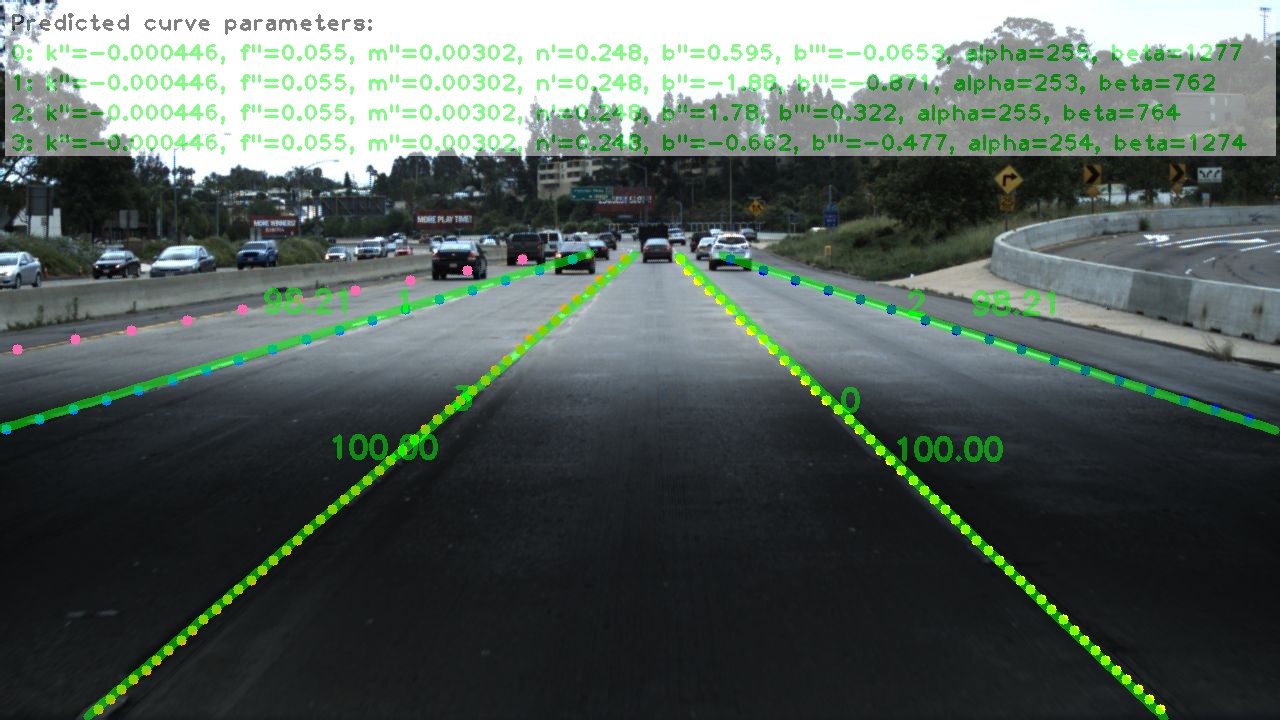 Predicted curve parameters:
0: k''=-0.000446, f''=0.055, m''=0.00302, n'=0.248, b''=0.595, b'''=-0.0653, alpha=255, beta=1277
1: k''=-0.000446, f''=0.055, m''=0.00302, n'=0.248, b''=-1.88, b'''=-0.871, alpha=253, beta=762
2: k''=-0.000446, f''=0.055, m''=0.00302, n'=0.248, b''=1.78, b'''=0.322, alpha=255, beta=764
3: k''=-0.000446, f''=0.055, m''=0.00302, n'=0.248, b''=-0.662, b'''=-0.477, alpha=254, beta=1274
MORE WINNERS
MORE PLAY TIME!
98.21 1
2 98.21
3
0
100.00
100.00